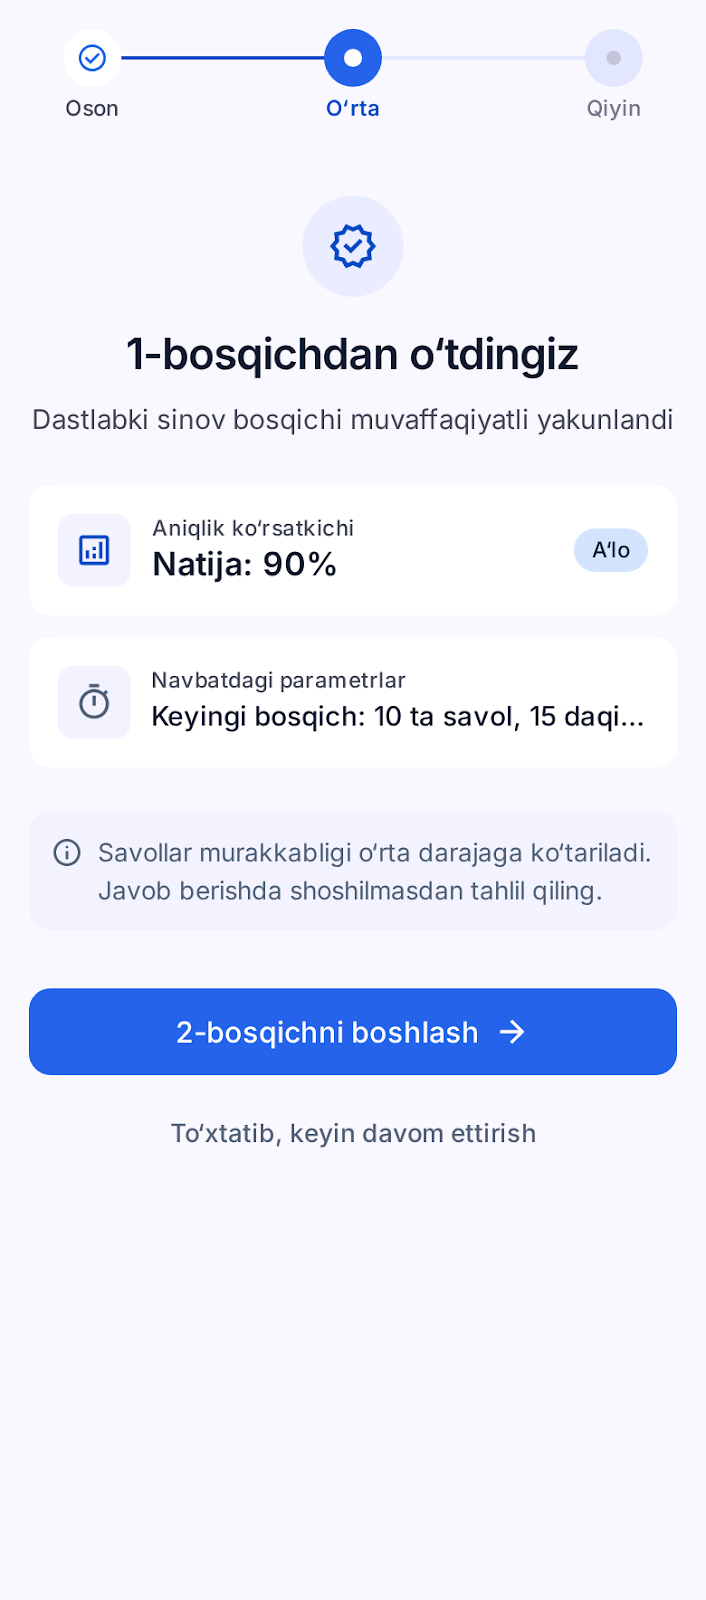 Oson
O‘rta
Qiyin
1-bosqichdan o‘tdingiz
Dastlabki sinov bosqichi muvaffaqiyatli yakunlandi
Aniqlik ko‘rsatkichi
Natija: 90%
A’lo
Navbatdagi parametrlar
Keyingi bosqich: 10 ta savol, 15 daqi...
Savollar murakkabligi o‘rta darajaga ko‘tariladi.
Javob berishda shoshilmasdan tahlil qiling.
2-bosqichni boshlash
To‘xtatib, keyin davom ettirish